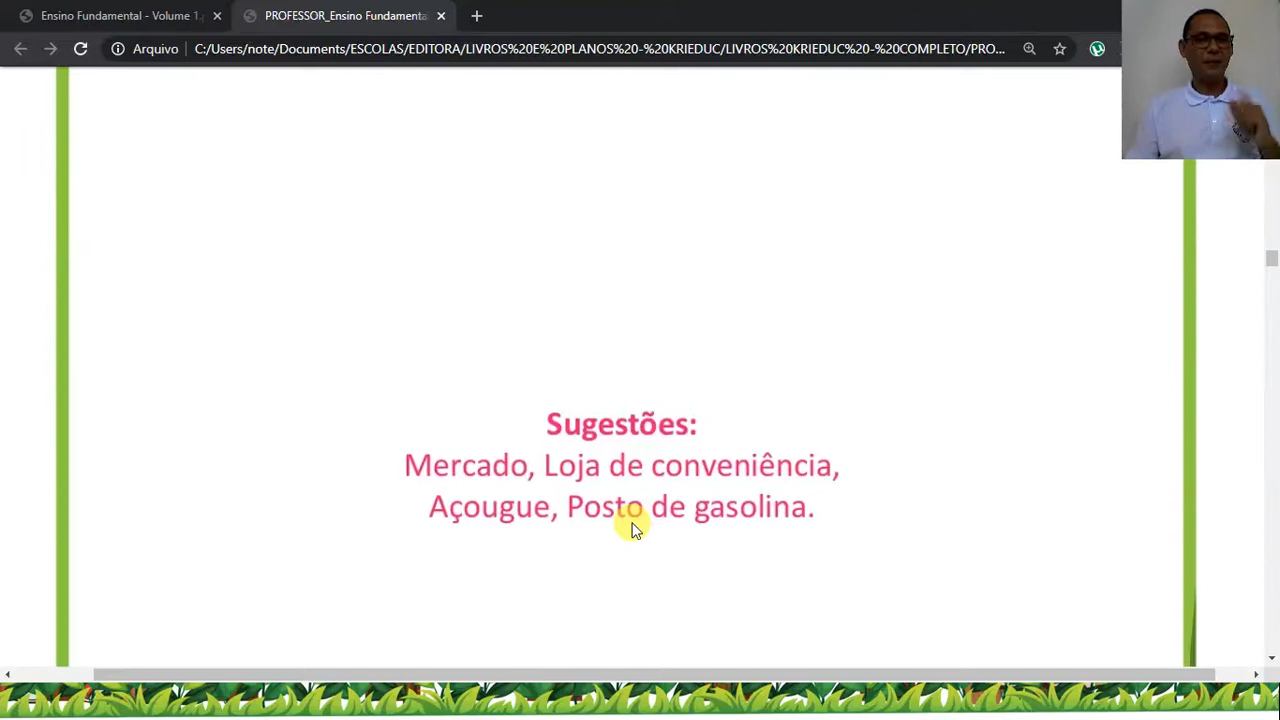 Ensino Fundamental - Volume 1.
PROFESSOR_Ensino Fundamenta
Arquivo
C:/Users/note/Documents/ESCOLAS/EDITORA/LIVROS%20E%20PLANOS%20-%20KRIEDUC/LIVROS%20KRIEDUC%20-%20COMPLETO/PRO...
Sugestões:
Mercado, Loja de conveniência,
Açougue, Posto de gasolina.